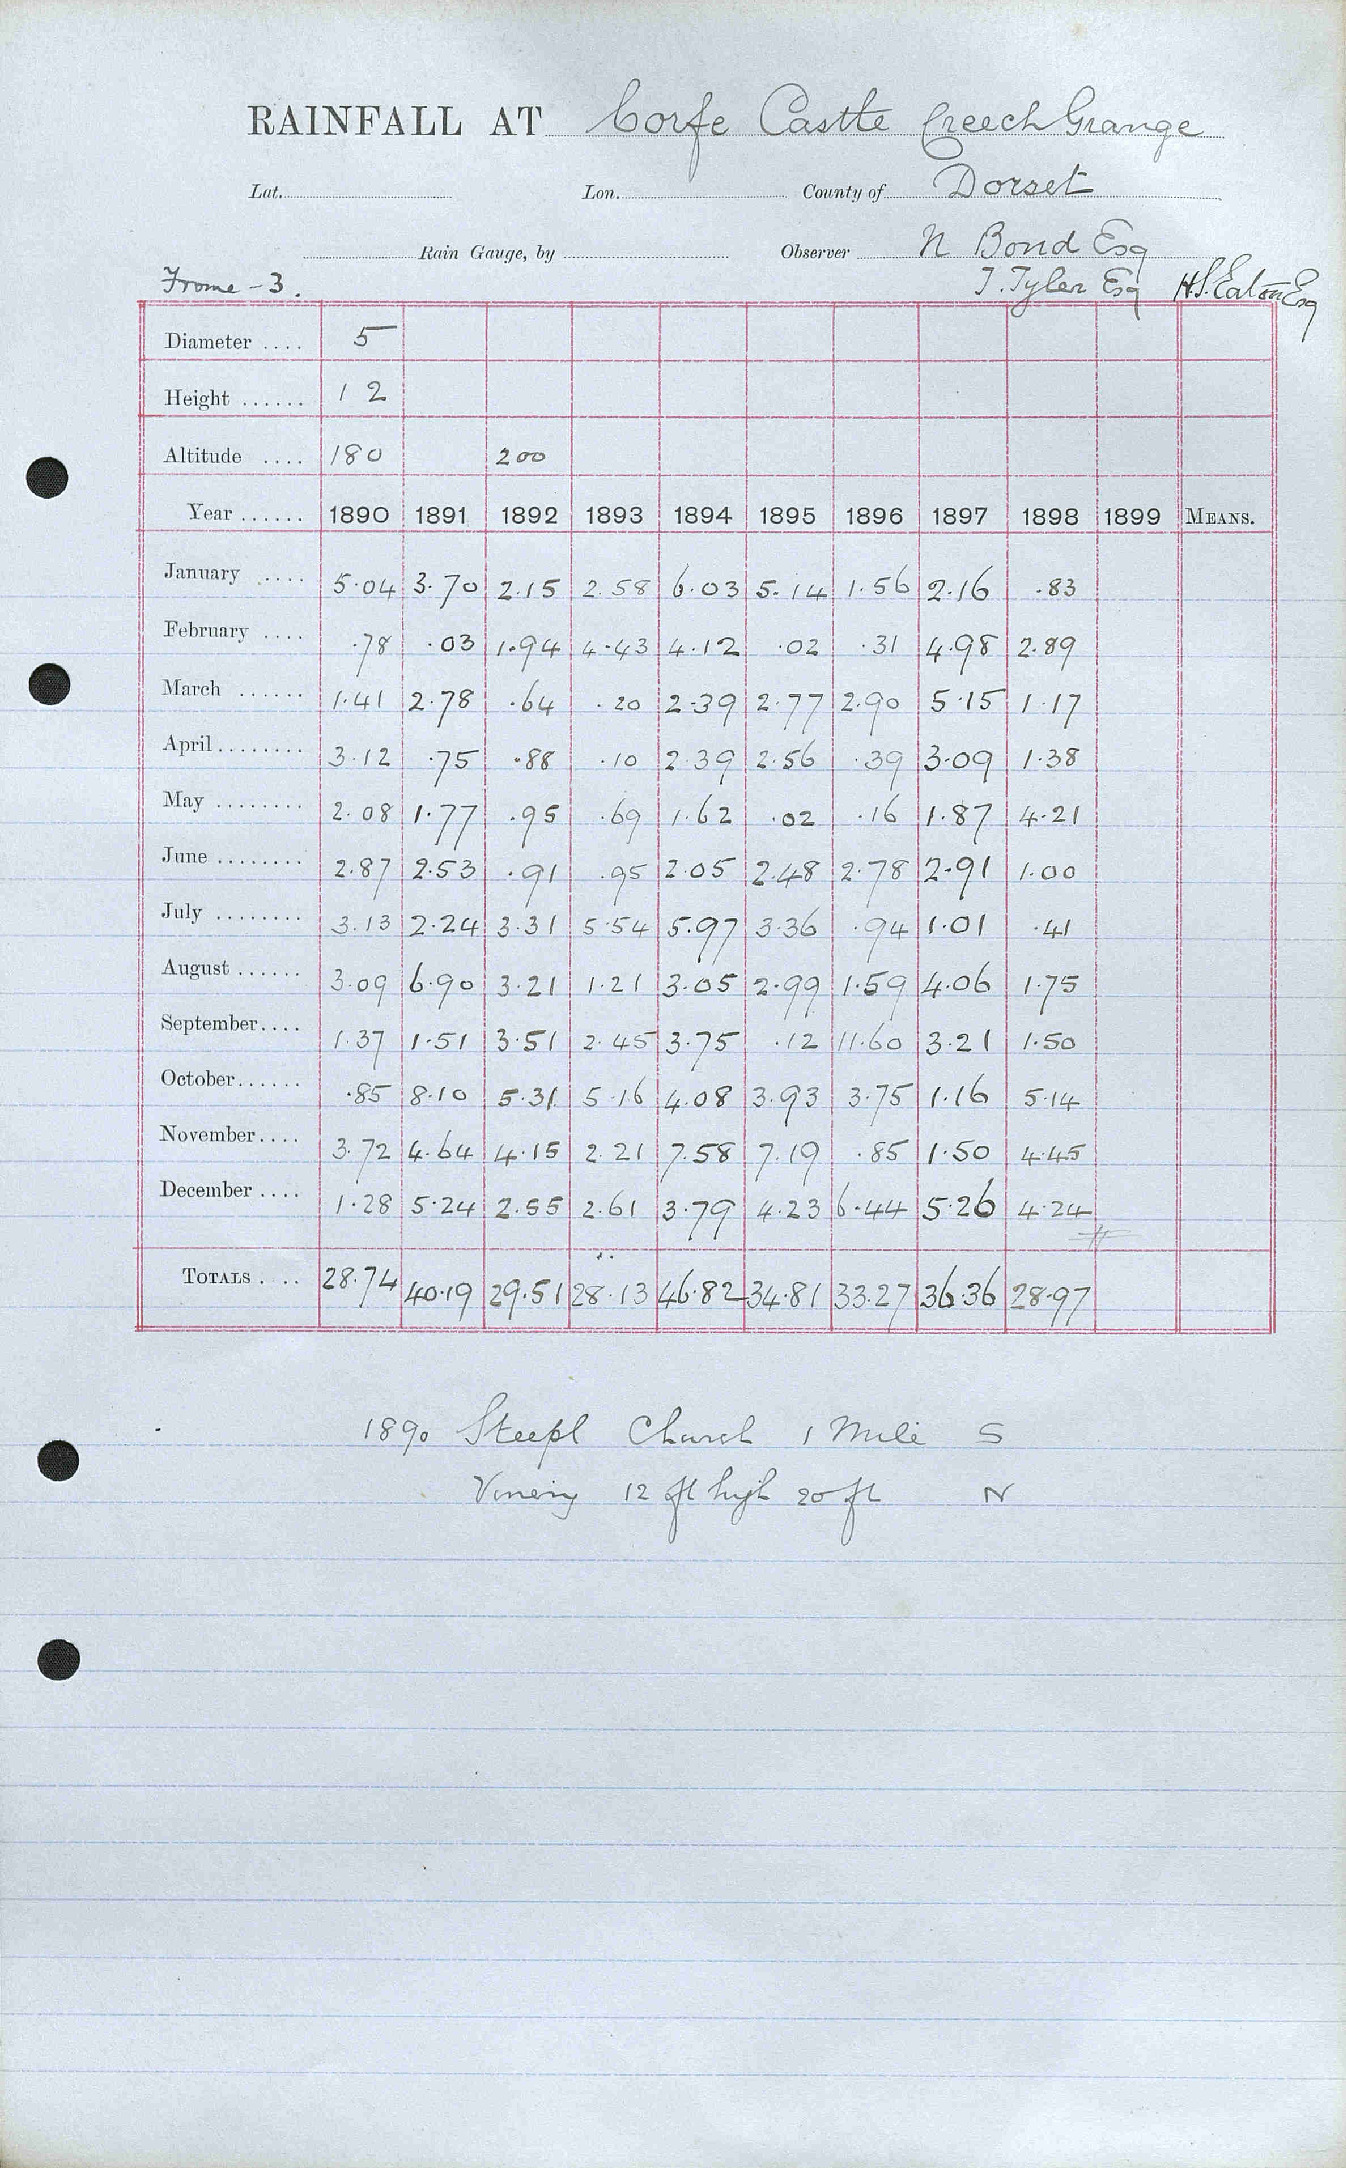 RAINFALL AT Corfe Castle Creech Grange
Lat. Lon. County of Dorset
Rain Gauge, by Observer N Bond Esq
Frome - 3. T. Tyler Esq H.S. Eaton Esq
Diameter .... 5
Height ...... 12
Altitude .... 180 200
Year ...... 1890 1891 1892 1893 1894 1895 1896 1897 1898 1899 MEANS.
January ..... 5.04 3.70 2.15 2.58 6.03 5.14 1.56 2.16 .83
February .... .78 .03 1.94 4.43 4.12 .02 .31 4.98 2.89
March ...... 1.41 2.78 .64 .20 2.39 2.77 2.90 5.15 1.17
April........ 3.12 .75 .88 .10 2.39 2.56 .39 3.09 1.38
May ........ 2.08 1.77 .95 .69 1.62 .02 .16 1.87 4.21
June ........ 2.87 2.53 .91 .95 2.05 2.48 2.78 2.91 1.00
July ........ 3.13 2.24 3.31 5.54 5.97 3.36 .94 1.01 .41
August ...... 3.09 6.90 3.21 1.21 3.05 2.99 1.59 4.06 1.75
September.... 1.37 1.51 3.51 2.45 3.75 .12 11.60 3.21 1.50
October...... .85 8.10 5.31 5.16 4.08 3.93 3.75 1.16 5.14
November.... 3.72 4.64 4.15 2.21 7.58 7.19 .85 1.50 4.45
December .... 1.28 5.24 2.55 2.61 3.79 4.23 6.44 5.26 4.24
TOTALS .... 28.74 40.19 29.51 28.13 46.82 34.81 33.27 36.36 28.97
1890 Steepl Church 1 Mile S
Vinery 12 ft high 20 ft N